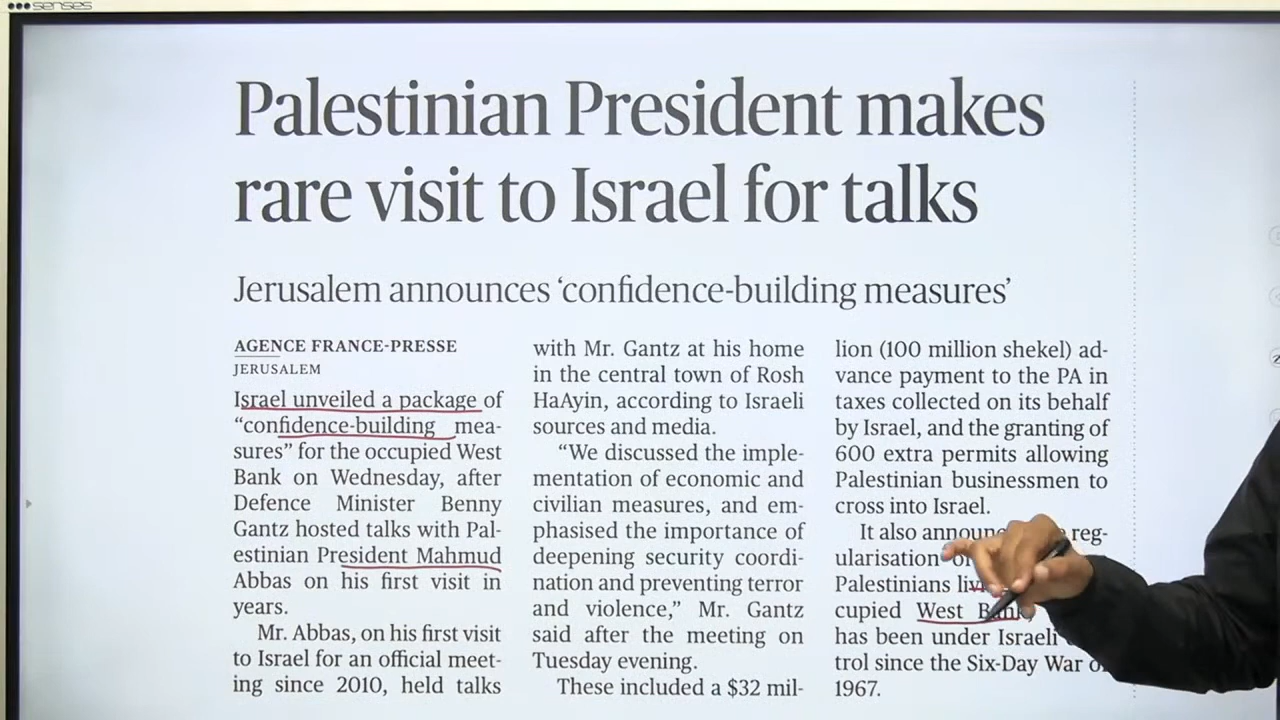 senses
Palestinian President makes
rare visit to Israel for talks
Jerusalem announces ‘confidence-building measures’
AGENCE FRANCE-PRESSE
JERUSALEM
Israel unveiled a package of
“confidence-building mea-
sures” for the occupied West
Bank on Wednesday, after
Defence Minister Benny
Gantz hosted talks with Pal-
estinian President Mahmud
Abbas on his first visit in
years.
Mr. Abbas, on his first visit
to Israel for an official meet-
ing since 2010, held talks
with Mr. Gantz at his home
in the central town of Rosh
HaAyin, according to Israeli
sources and media.
“We discussed the imple-
mentation of economic and
civilian measures, and em-
phasised the importance of
deepening security coordi-
nation and preventing terror
and violence,” Mr. Gantz
said after the meeting on
Tuesday evening.
These included a $32 mil-
lion (100 million shekel) ad-
vance payment to the PA in
taxes collected on its behalf
by Israel, and the granting of
600 extra permits allowing
Palestinian businessmen to
cross into Israel.
It also reg-
ularisation
Palestinians
cupied West Bank
has been under Israeli
trol since the Six-Day War
1967.